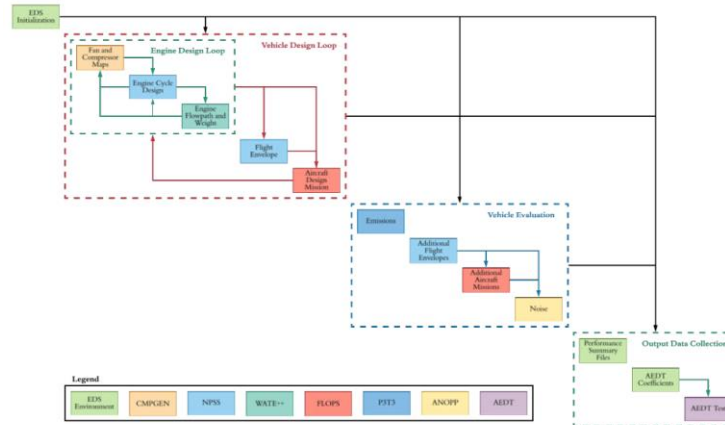 EDS
Initialization
Vehicle Design Loop
Engine Design Loop
Fan and
Compressor
Maps
Engine Cycle
Design
Engine
Flowpath and
Weight
Flight
Envelope
Aircraft
Design
Mission
Vehicle Evaluation
Emissions
Additional
Flight
Envelopes
Additional
Aircraft
Missions
Noise
Output Data Collection
Performance
Summary
Files
AEDT
Coefficients
AEDT Test
Legend
EDS
Environment
CMPGEN
NPSS
WATE++
FLOPS
P3T3
ANOPP
AEDT